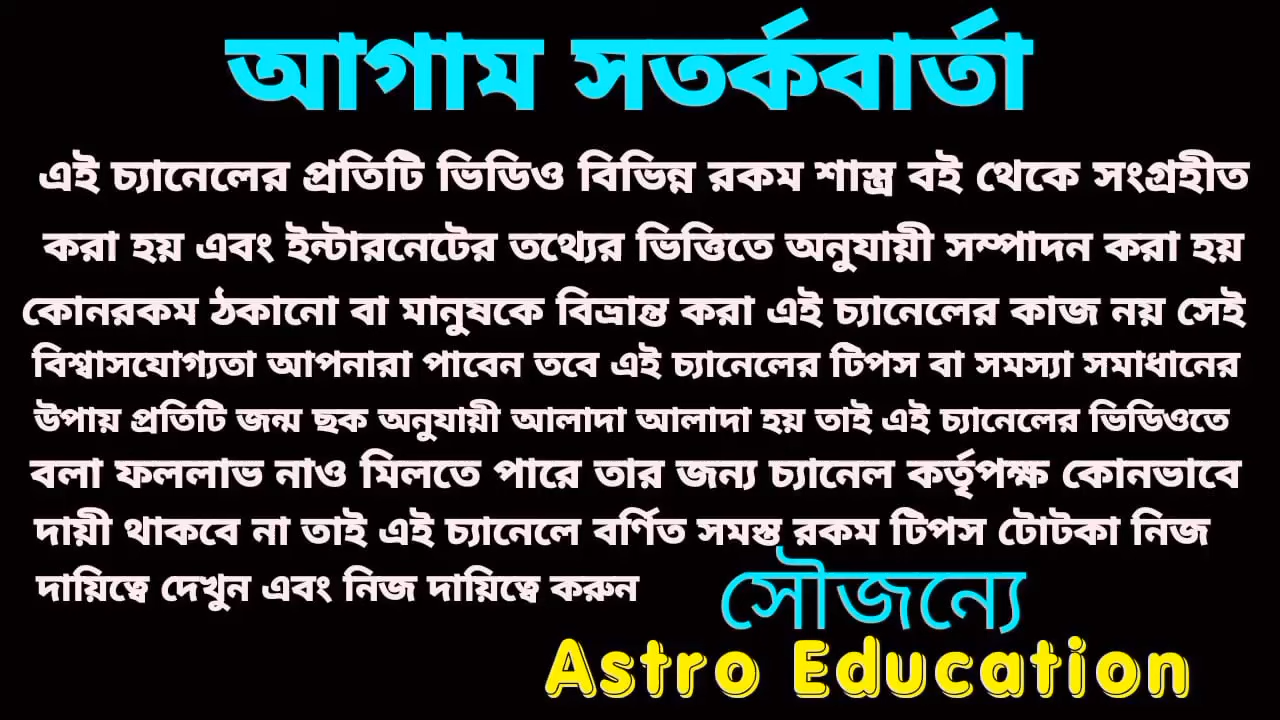 আগাম সতর্কবার্তা
এই চ্যানেলের প্রতিটি ভিডিও বিভিন্ন রকম শাস্ত্র বই থেকে সংগ্রহীত
করা হয় এবং ইন্টারনেটের তথ্যের ভিত্তিতে অনুযায়ী সম্পাদন করা হয়
কোনরকম ঠকানো বা মানুষকে বিভ্রান্ত করা এই চ্যানেলের কাজ নয় সেই
বিশ্বাসযোগ্যতা আপনারা পাবেন তবে এই চ্যানেলের টিপস বা সমস্যা সমাধানের
উপায় প্রতিটি জন্ম ছক অনুযায়ী আলাদা আলাদা হয় তাই এই চ্যানেলের ভিডিওতে
বলা ফললাভ নাও মিলতে পারে তার জন্য চ্যানেল কর্তৃপক্ষ কোনভাবে
দায়ী থাকবে না তাই এই চ্যানেলে বর্ণিত সমস্ত রকম টিপস টোটকা নিজ
দায়িত্বে দেখুন এবং নিজ দায়িত্বে করুন
সৌজন্যে
Astro Education